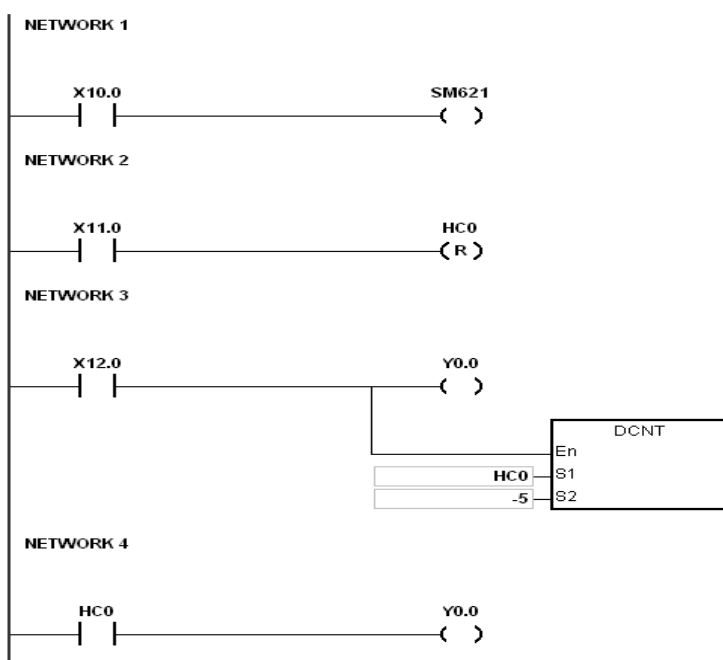 NETWORK 1
X10.0 SM621
NETWORK 2
X11.0 HC0
R
NETWORK 3
X12.0 Y0.0
DCNT
En
HC0 S1
-5 S2
NETWORK 4
HC0 Y0.0